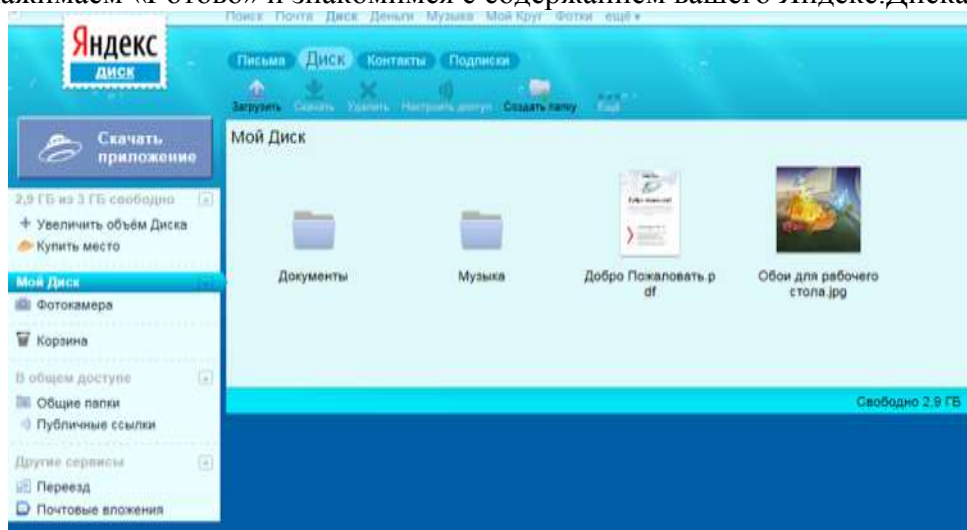 ажимаем «Готово» и знакомимся с содержанием вашего Яндекс.Диска
Поиск Почта Диск Деньги Музыка Мой Круг Фотки ещё
Яндекс
диск
Письма Диск Контакты Подписки
Загрузить Скачать Удалить Настроить доступ Создать папку Ещё
Скачать
приложение
Мой Диск
2,9 ГБ из 3 ГБ свободно
+ Увеличить объём Диска
Купить место
Мой Диск
Фотокамера
Корзина
В общем доступе
Общие папки
Публичные ссылки
Другие сервисы
Переезд
Почтовые вложения
Документы
Музыка
Добро Пожаловать.p
df
Обои для рабочего
стола.jpg
Свободно 2,9 ГБ